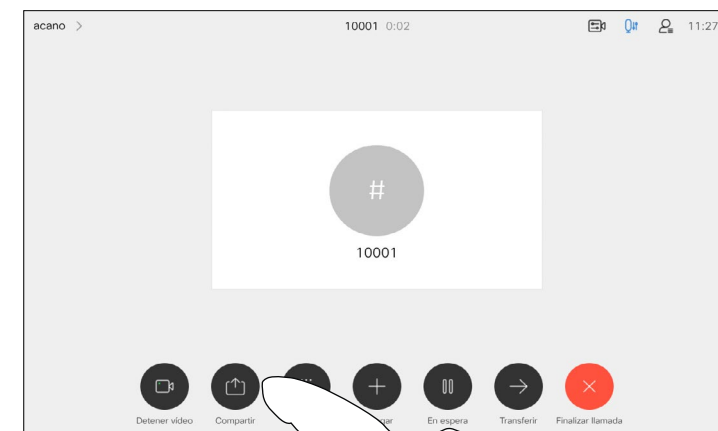 acano >
10001 0:02
11:27
#
10001
Detener vídeo
Compartir
En espera
Transferir
Finalizar llamada